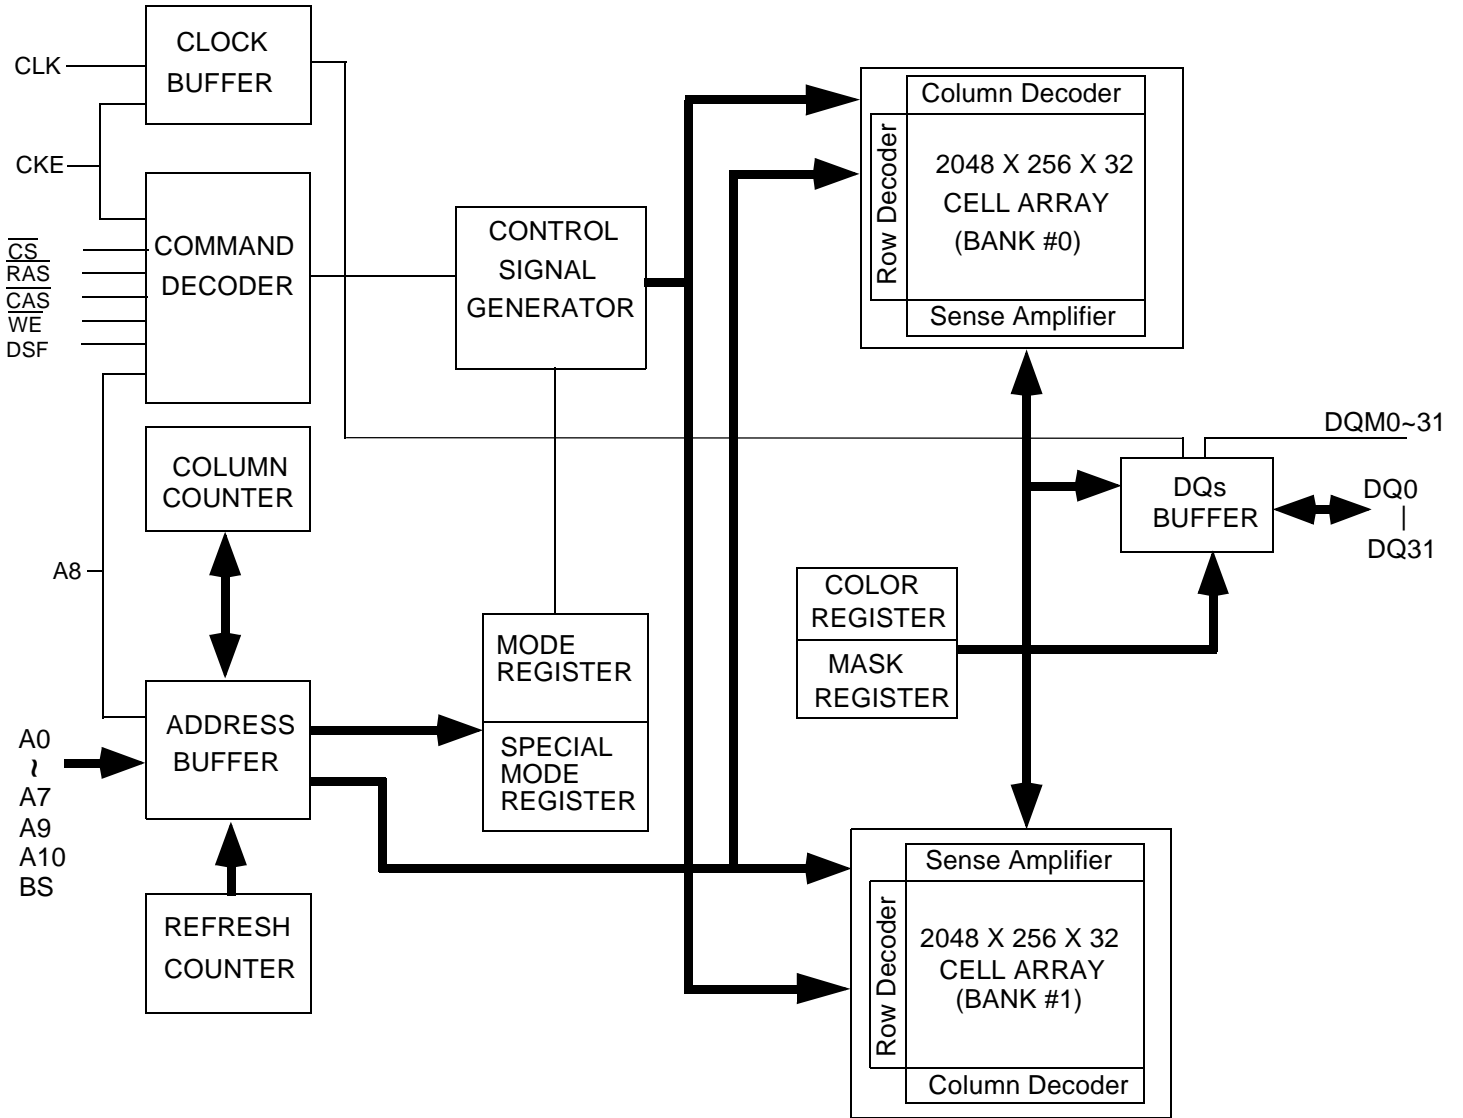 CLK
CLOCK
BUFFER
CKE
CS
RAS
CAS
WE
DSF
COMMAND
DECODER
CONTROL
SIGNAL
GENERATOR
Column Decoder
Row Decoder
2048 X 256 X 32
CELL ARRAY
(BANK #0)
Sense Amplifier
DQM0~31
COLUMN
COUNTER
DQs
BUFFER
DQ0
|
DQ31
A8
COLOR
REGISTER
MASK
REGISTER
MODE
REGISTER
SPECIAL
MODE
REGISTER
ADDRESS
BUFFER
A0
~
A7
A9
A10
BS
REFRESH
COUNTER
Sense Amplifier
Row Decoder
2048 X 256 X 32
CELL ARRAY
(BANK #1)
Column Decoder